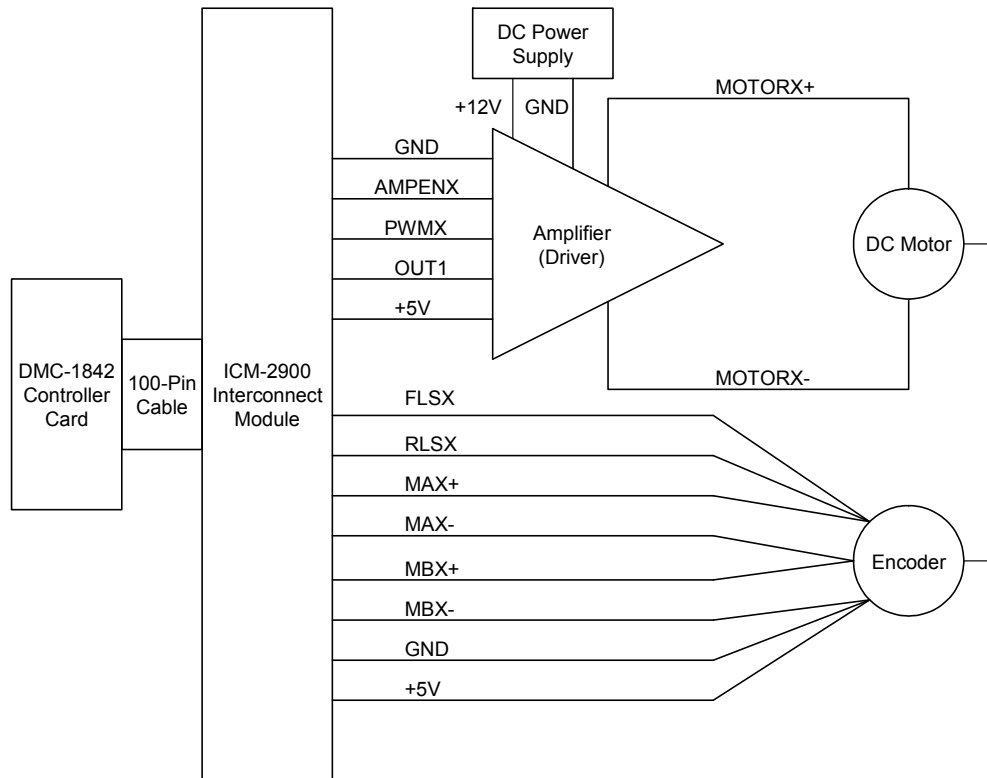 DC Power
Supply
+12V
GND
MOTORX+
GND
AMPENX
PWMX
OUT1
+5V
Amplifier
(Driver)
DC Motor
MOTORX-
DMC-1842
Controller
Card
100-Pin
Cable
ICM-2900
Interconnect
Module
FLSX
RLSX
MAX+
MAX-
MBX+
MBX-
GND
+5V
Encoder